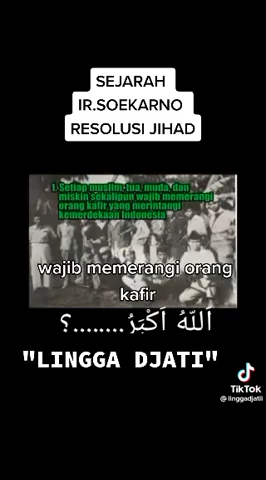 SEJARAH
IR.SOEKARNO
RESOLUSI JIHAD
1. Setiap muslim, tua, muda, dan
miskin sekalipun wajib memerangi
orang kafir yang merintangi
kemerdekaan Indonesia
wajib memerangi orang
kafir
اَللّٰهُ اَكْبَرُ........؟
"LINGGA DJATI"
TikTok
@linggadjatii